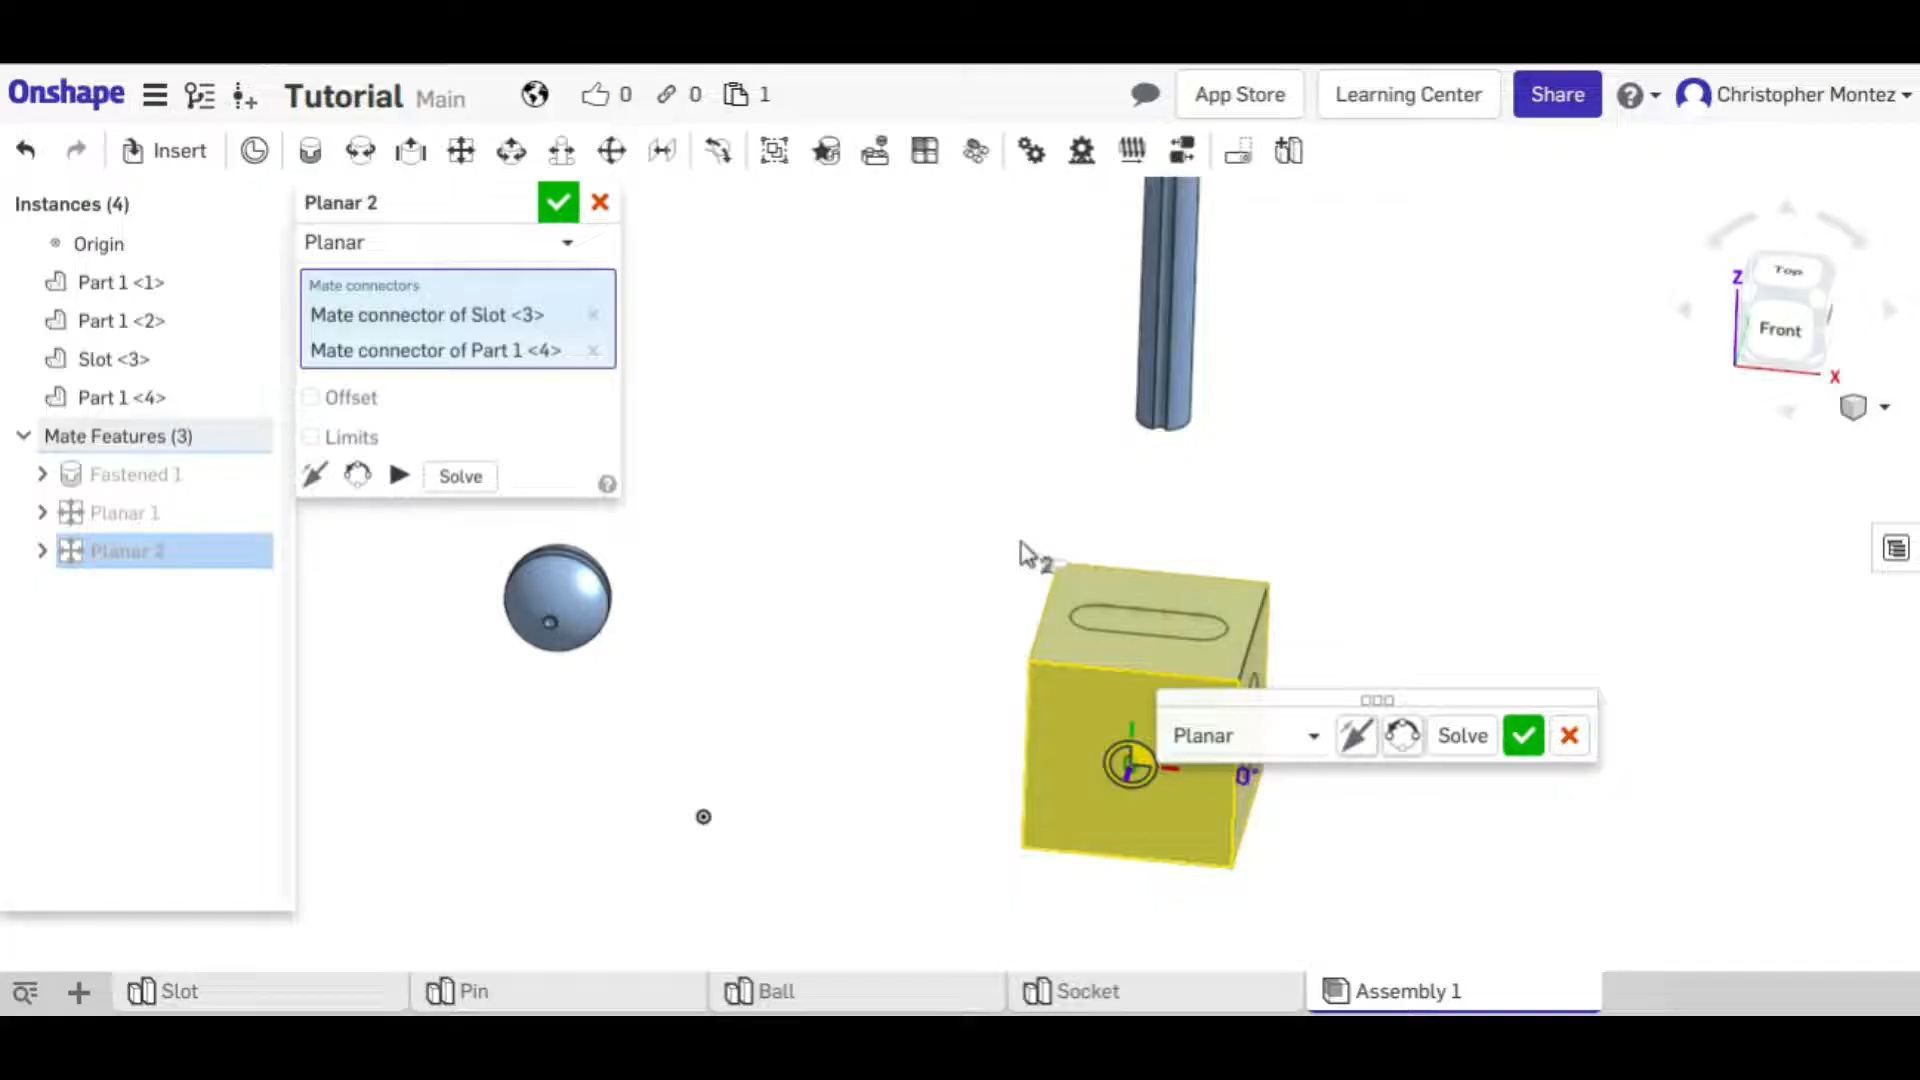 Onshape
Tutorial Main
0
0
1
App Store
Learning Center
Share
Christopher Montez
Insert
Instances (4)
Origin
Part 1 <1>
Part 1 <2>
Slot <3>
Part 1 <4>
Mate Features (3)
Fastened 1
Planar 1
Planar 2
Planar 2
Planar
Mate connectors
Mate connector of Slot <3>
Mate connector of Part 1 <4>
Offset
Limits
Solve
Top
Front
Z
X
2
Planar
Solve
0°
Slot
Pin
Ball
Socket
Assembly 1